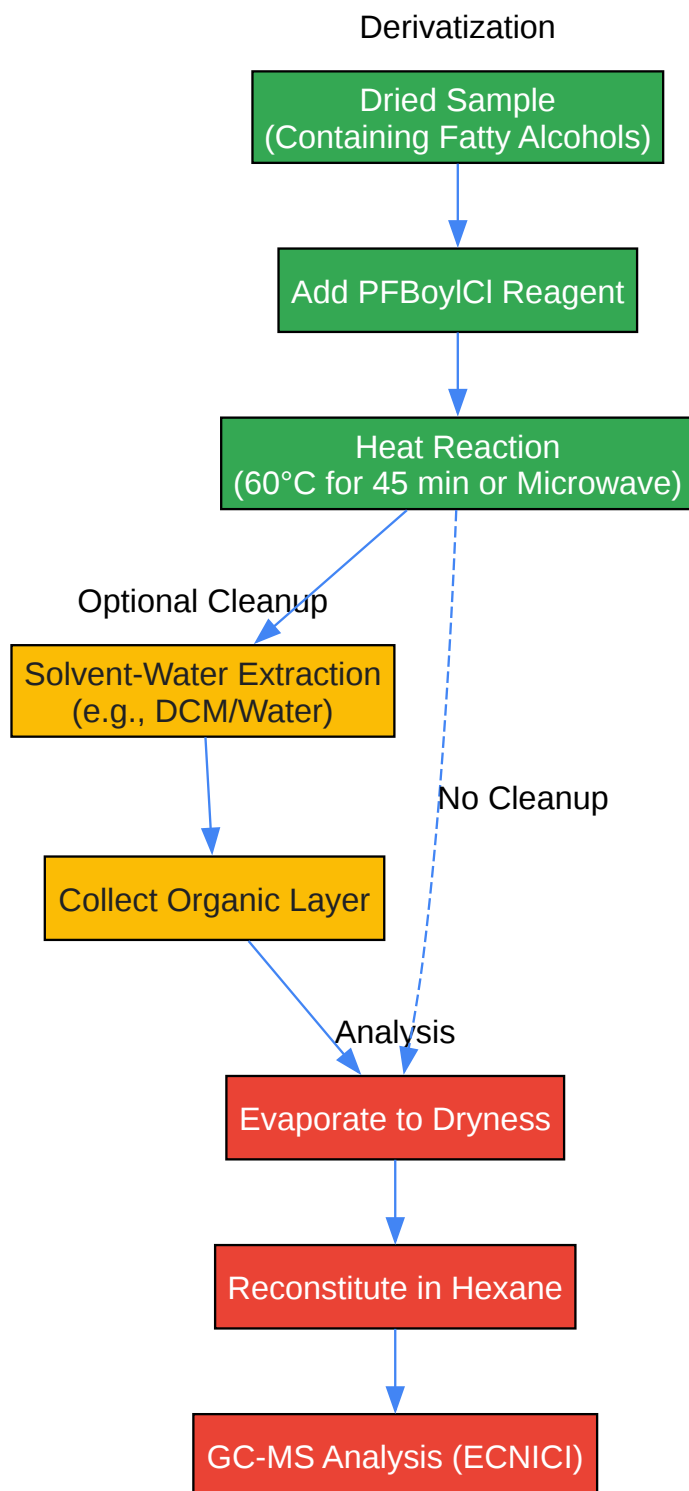 Derivatization
Dried Sample
(Containing Fatty Alcohols)
Add PFBoylCl Reagent
Heat Reaction
(60°C for 45 min or Microwave)
Optional Cleanup
Solvent-Water Extraction
(e.g., DCM/Water)
No Cleanup
Collect Organic Layer
Analysis
Evaporate to Dryness
Reconstitute in Hexane
GC-MS Analysis (ECNICI)